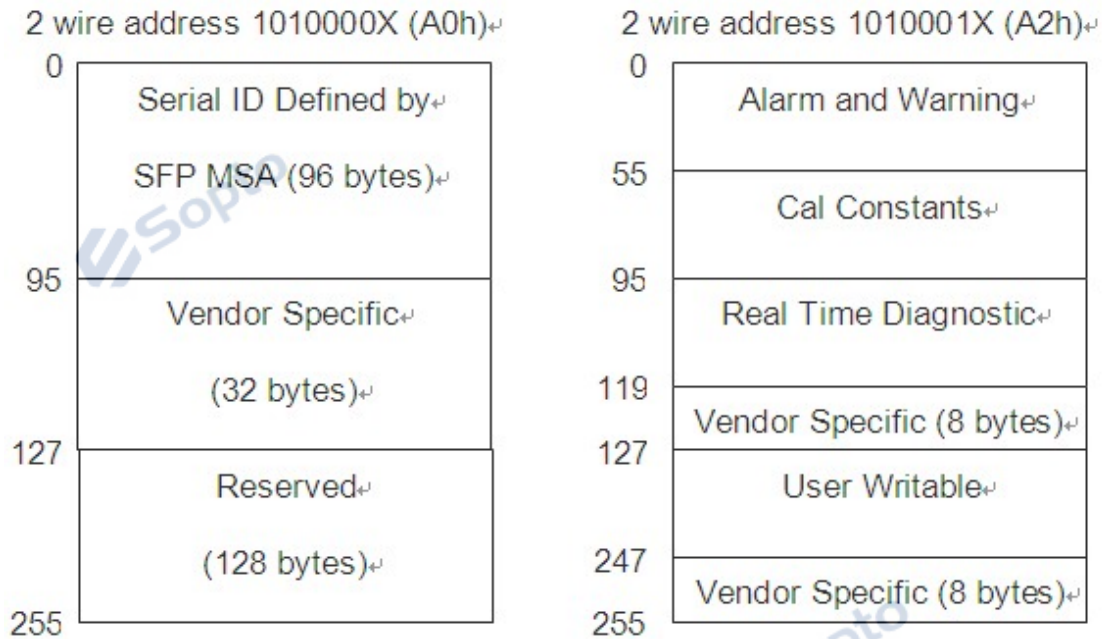 2 wire address 1010000X (A0h)↵
0
Serial ID Defined by↵
SFP MSA (96 bytes)↵
95
Vendor Specific↵
(32 bytes)↵
127
Reserved↵
(128 bytes)↵
255
2 wire address 1010001X (A2h)↵
0
Alarm and Warning↵
55
Cal Constants↵
95
Real Time Diagnostic↵
119
Vendor Specific (8 bytes)↵
127
User Writable↵
247
Vendor Specific (8 bytes)↵
255
Sopto